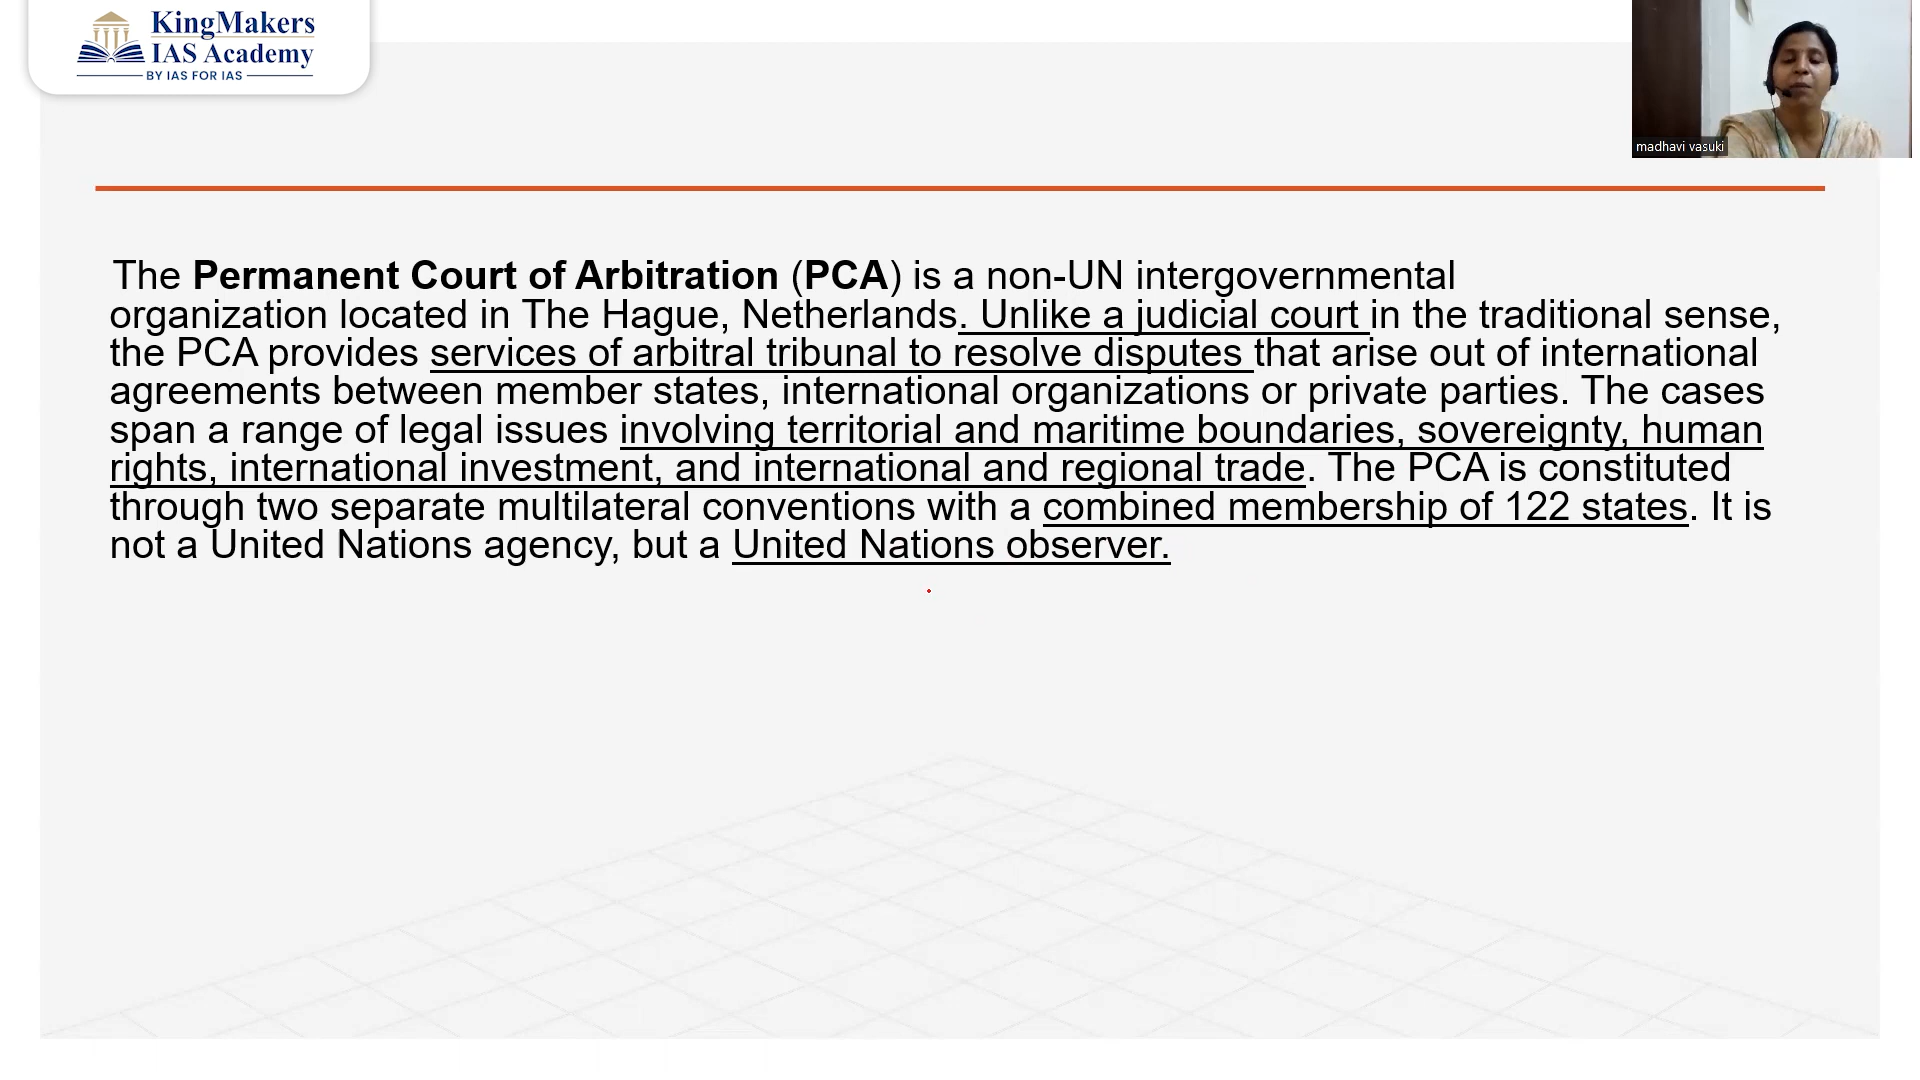 KingMakers
IAS Academy
BY IAS FOR IAS
madhavi vasuki
The Permanent Court of Arbitration (PCA) is a non-UN intergovernmental
organization located in The Hague, Netherlands. Unlike a judicial court in the traditional sense,
the PCA provides services of arbitral tribunal to resolve disputes that arise out of international
agreements between member states, international organizations or private parties. The cases
span a range of legal issues involving territorial and maritime boundaries, sovereignty, human
rights, international investment, and international and regional trade. The PCA is constituted
through two separate multilateral conventions with a combined membership of 122 states. It is
not a United Nations agency, but a United Nations observer.